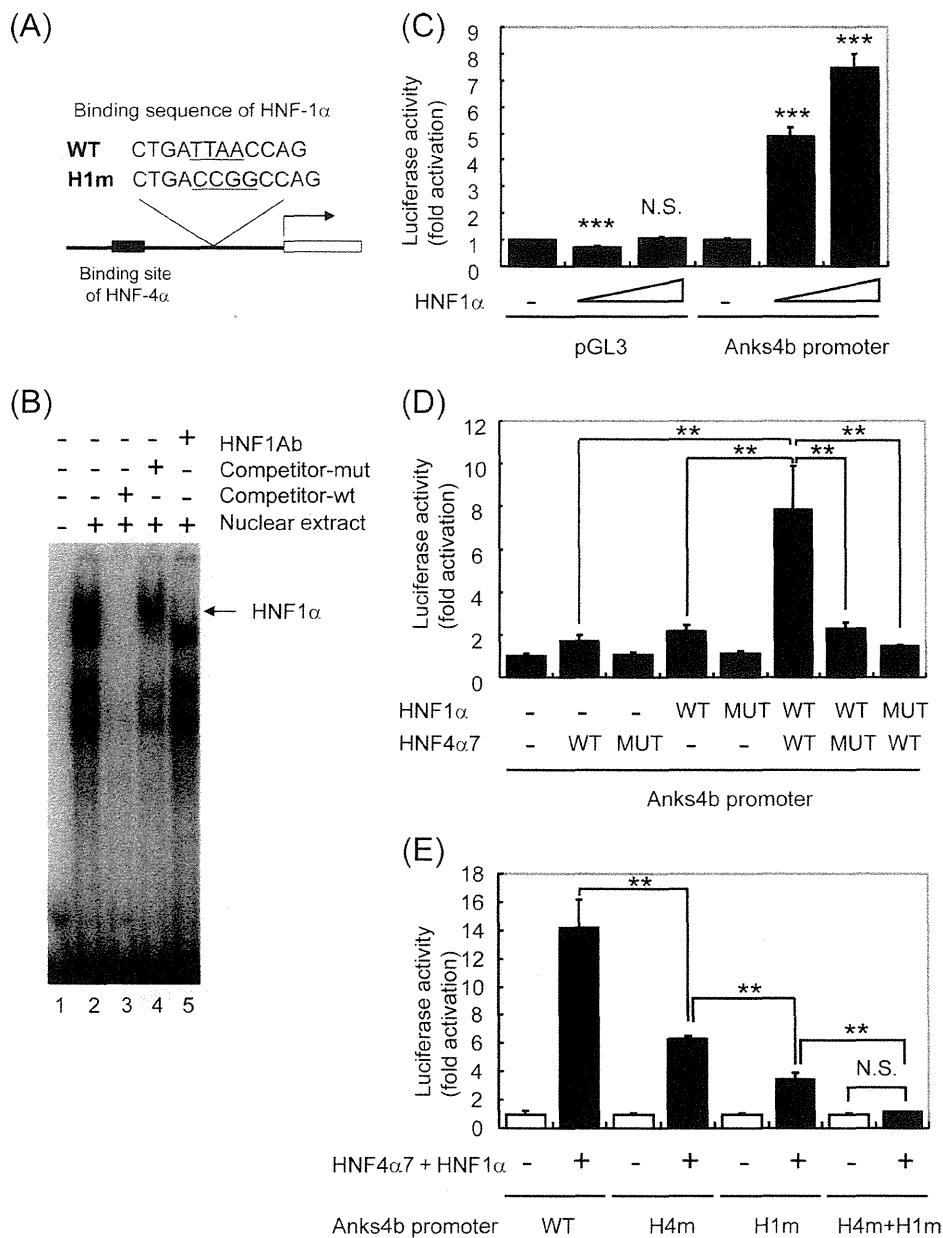 (A)
Binding sequence of HNF-1α
WT CTGATTAACCAG
H1m CTGACCGGCCAG
Binding site
of HNF-4α
(B)
- - - - + HNF1Ab
- - - + - Competitor-mut
- - + - - Competitor-wt
- + + + + Nuclear extract
HNF1α
1 2 3 4 5
(C)
Luciferase activity
(fold activation)
9
8
7
6
5
4
3
2
1
0
***
N.S.
***
***
HNF1α - -
pGL3 Anks4b promoter
(D)
Luciferase activity
(fold activation)
12
10
8
6
4
2
0
** **
** **
HNF1α - - - WT MUT WT WT MUT
HNF4α7 - WT MUT - - WT MUT WT
Anks4b promoter
(E)
Luciferase activity
(fold activation)
18
16
14
12
10
8
6
4
2
0
**
**
**
N.S.
HNF4α7 + HNF1α - + - + - + - +
Anks4b promoter WT H4m H1m H4m+H1m